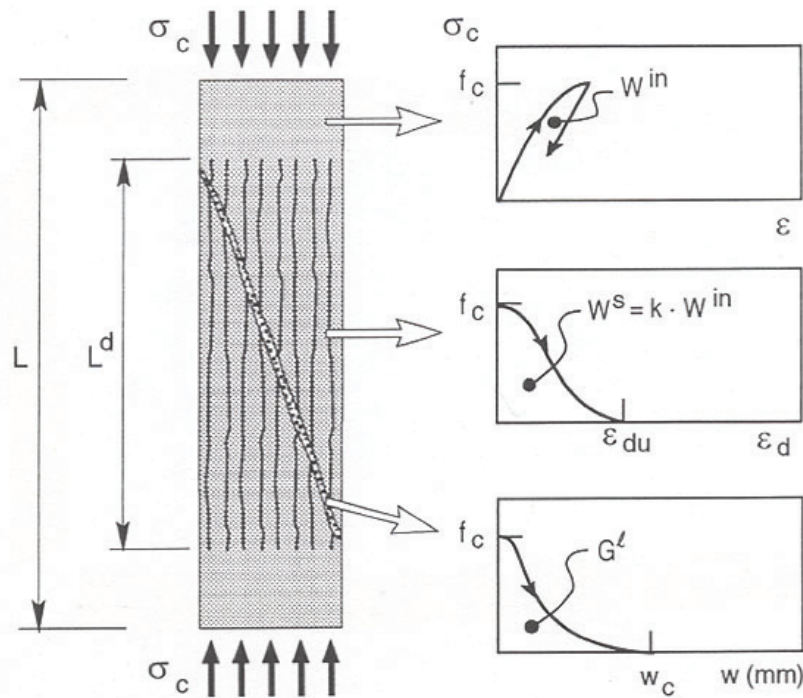 σc
σc
fc
W^in
ε
L
L^d
fc
W^s = k · W^in
ε_du
ε_d
fc
G^ℓ
w_c
w (mm)
σc